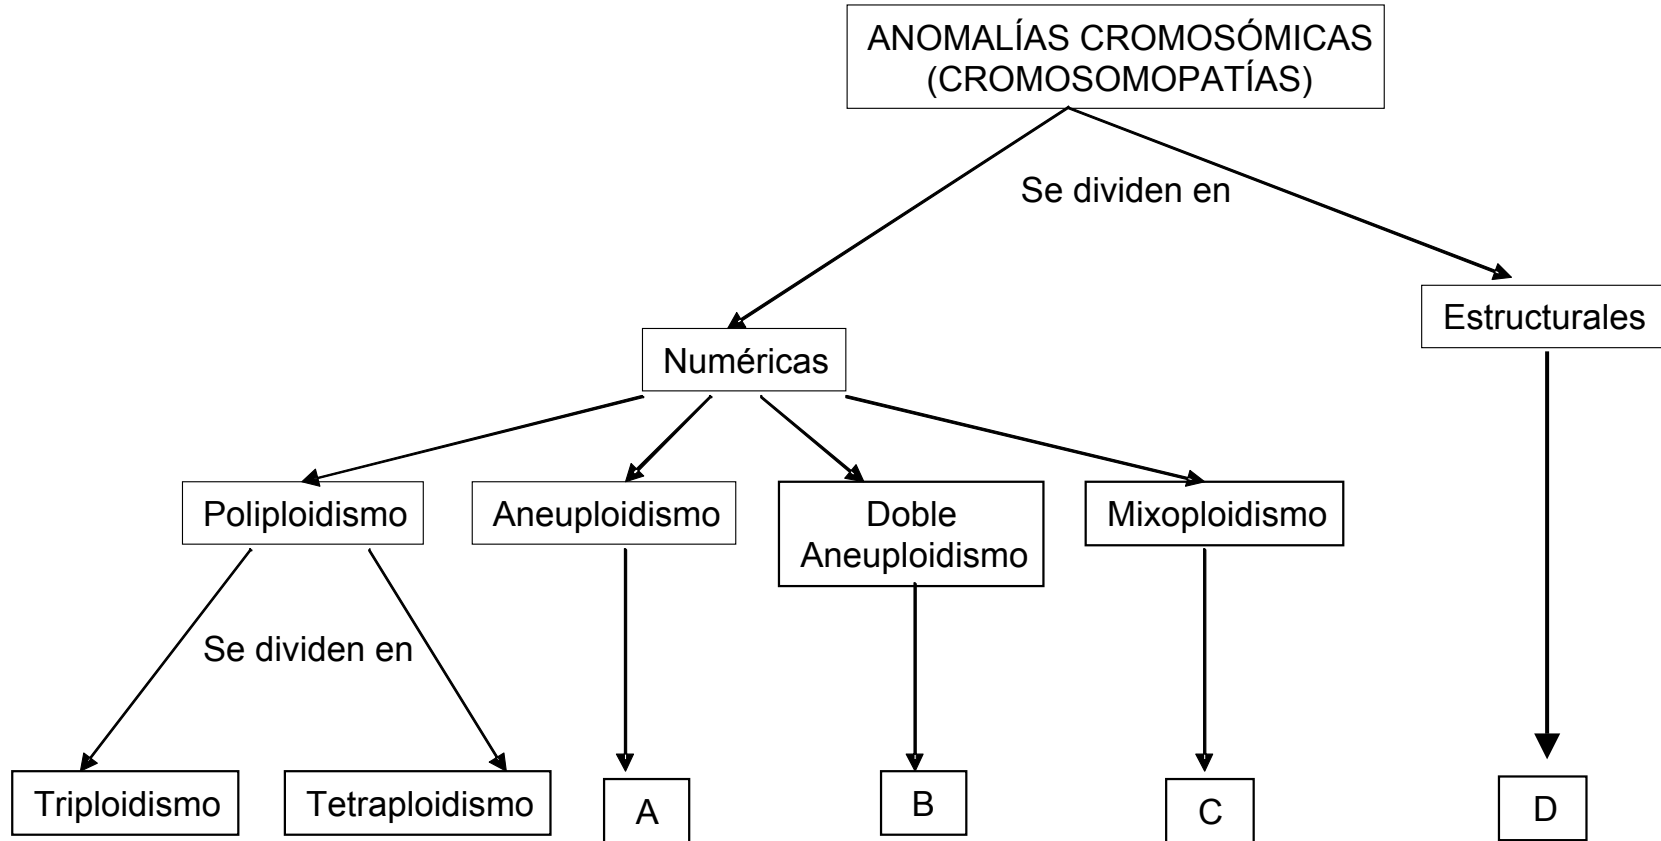 ANOMALÍAS CROMOSÓMICAS
(CROMOSOMOPATÍAS)
Se dividen en
Estructurales
Numéricas
Poliploidismo
Aneuploidismo
Doble
Aneuploidismo
Mixoploidismo
Se dividen en
Triploidismo
Tetraploidismo
A
B
C
D